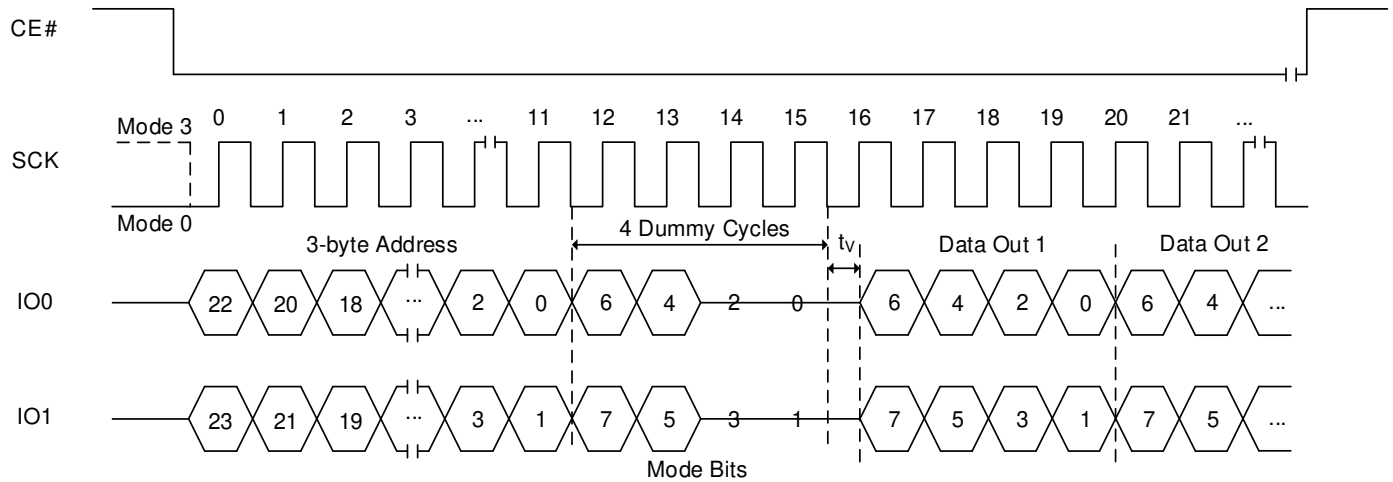 CE#
0 1 2 3 ... 11 12 13 14 15 16 17 18 19 20 21 ...
Mode 3
SCK
Mode 0
3-byte Address 4 Dummy Cycles tV Data Out 1 Data Out 2
IO0 22 20 18 ... 2 0 6 4 2 0 6 4 2 0 6 4 ...
IO1 23 21 19 ... 3 1 7 5 3 1 7 5 3 1 7 5 ...
Mode Bits